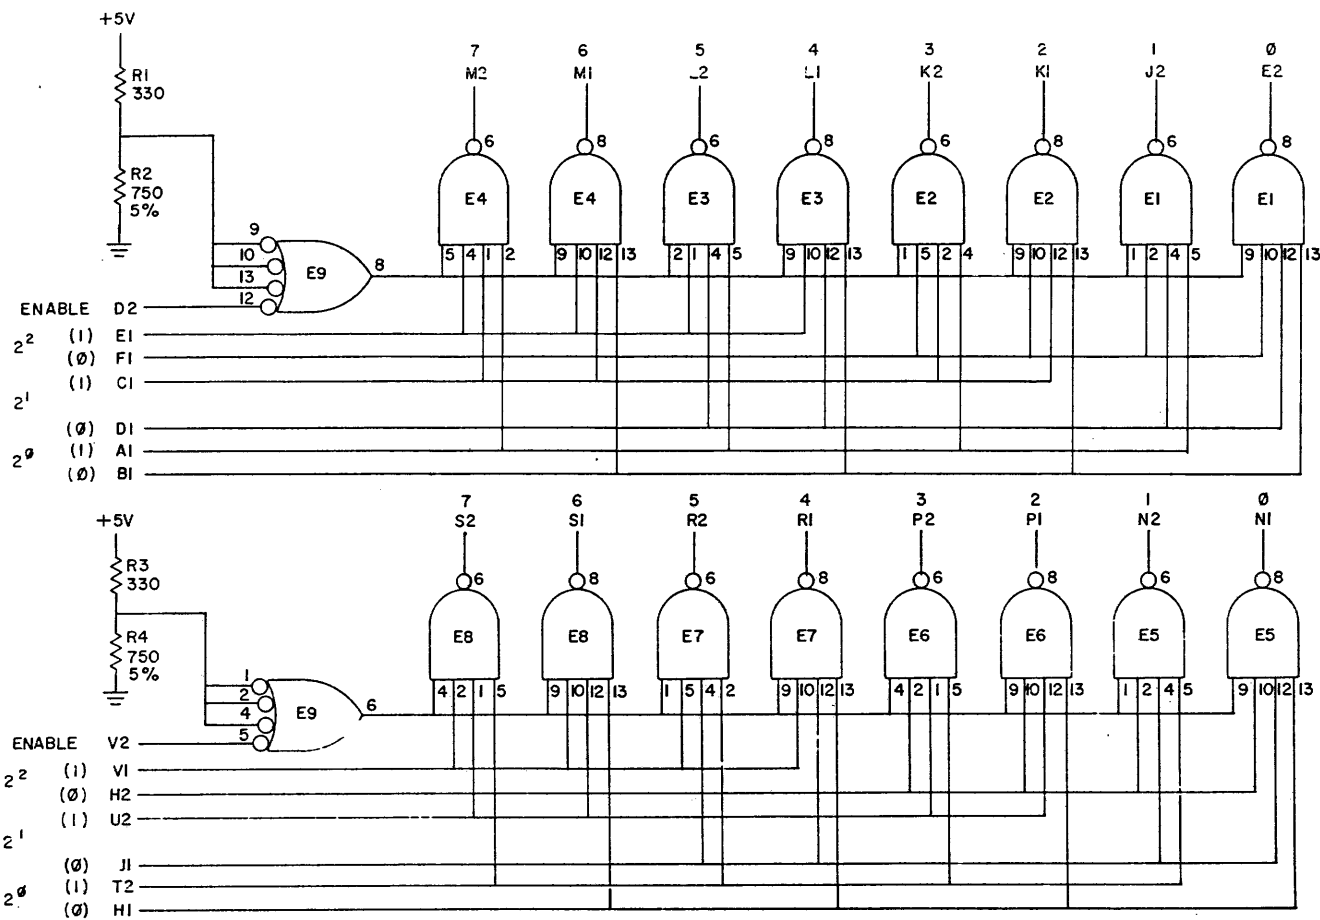 +5V
7 6 5 4 3 2 1 Ø
M2 M1 L2 L1 K2 K1 J2 E2
R1
330
6 8 6 8 6 8 6 8
R2
750
5%
E4 E4 E3 E3 E2 E2 E1 E1
9
10
13
12
E9
8
5 4 1 2 9 10 12 13 2 1 4 5 9 10 12 13 1 5 2 4 9 10 12 13 1 2 4 5 9 10 12 13
ENABLE D2
2² (1) E1
(Ø) F1
2¹ (1) C1
(Ø) D1
2Ø (1) A1
(Ø) B1
+5V
7 6 5 4 3 2 1 Ø
S2 S1 R2 R1 P2 P1 N2 N1
R3
330
6 8 6 8 6 8 6 8
R4
750
5%
E8 E8 E7 E7 E6 E6 E5 E5
1
2
4
5
E9
6
4 2 1 5 9 10 12 13 1 5 4 2 9 10 12 13 4 2 1 5 9 10 12 13 1 2 4 5 9 10 12 13
ENABLE V2
2² (1) V1
(Ø) H2
2¹ (1) U2
(Ø) J1
2Ø (1) T2
(Ø) H1